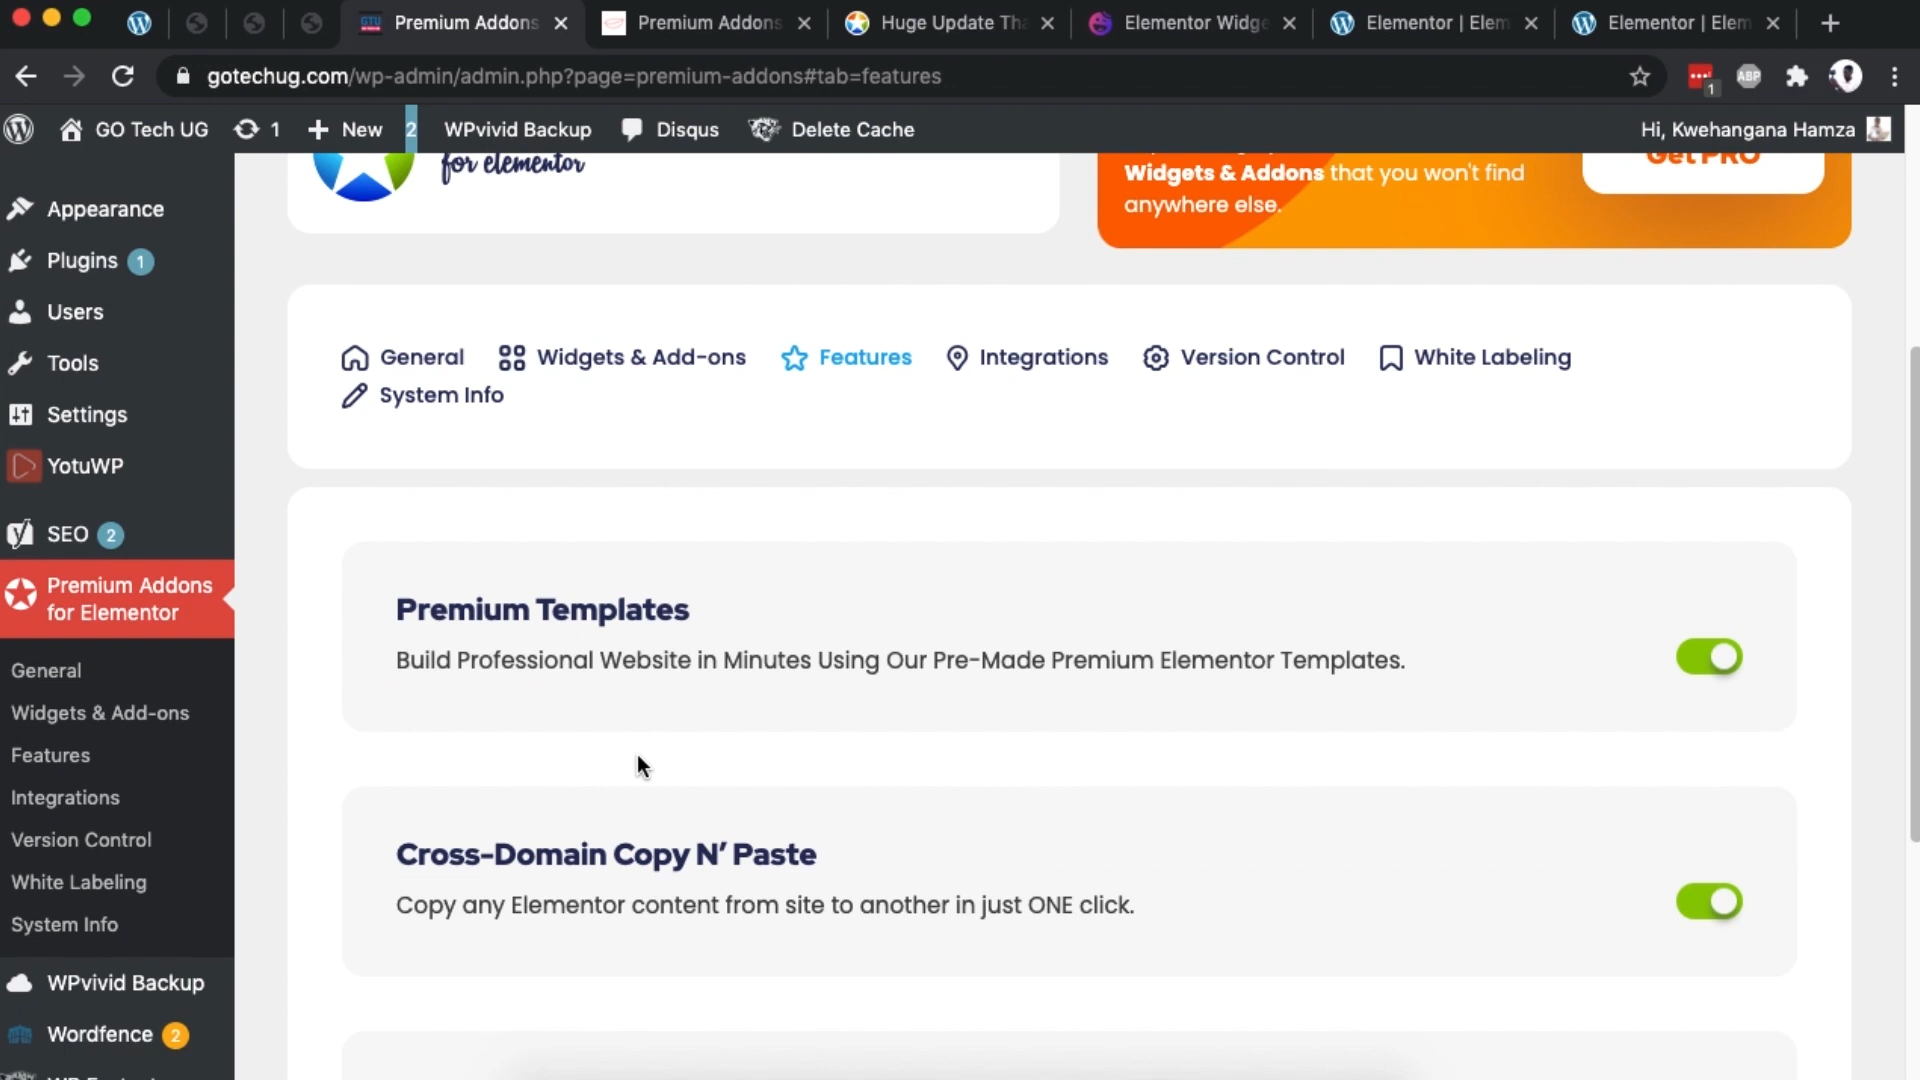 Premium Addons
Premium Addons
Huge Update Tha
Elementor Widge
Elementor | Elem
Elementor | Elem
gotechug.com/wp-admin/admin.php?page=premium-addons#tab=features
1
ABP
GO Tech UG
1
New
2
WPvivid Backup
Disqus
Delete Cache
Hi, Kwehangana Hamza
for elementor
Get PRO
Widgets & Addons that you won't find
anywhere else.
Appearance
Plugins 1
Users
Tools
Settings
YotuWP
SEO 2
Premium Addons
for Elementor
General
Widgets & Add-ons
Features
Integrations
Version Control
White Labeling
System Info
WPvivid Backup
Wordfence 2
General
Widgets & Add-ons
Features
Integrations
Version Control
White Labeling
System Info
Premium Templates
Build Professional Website in Minutes Using Our Pre-Made Premium Elementor Templates.
Cross-Domain Copy N' Paste
Copy any Elementor content from site to another in just ONE click.